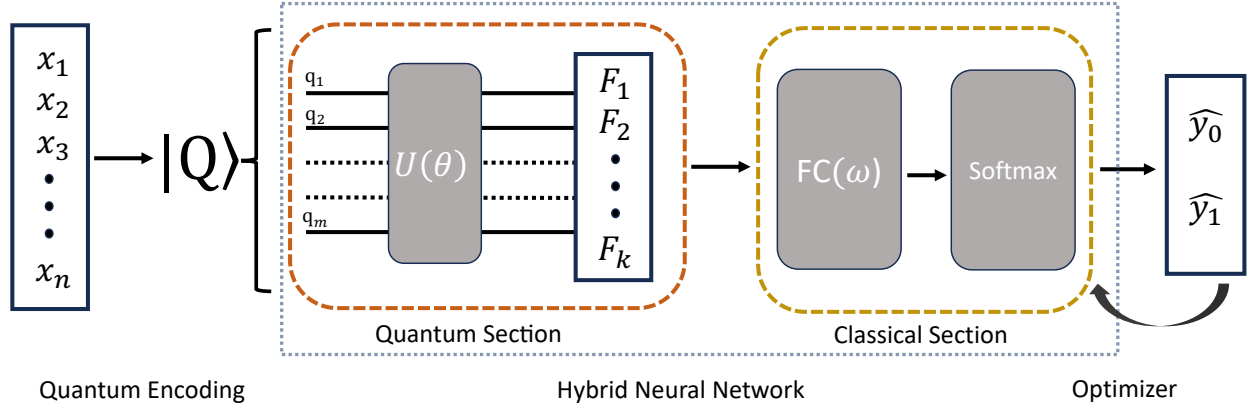 x₁
x₂
x₃
xₙ
|Q⟩
q₁
q₂
qₘ
U(θ)
F₁
F₂
Fₖ
FC(ω)
Softmax
ŷ₀
ŷ₁
Quantum Section
Classical Section
Quantum Encoding
Hybrid Neural Network
Optimizer